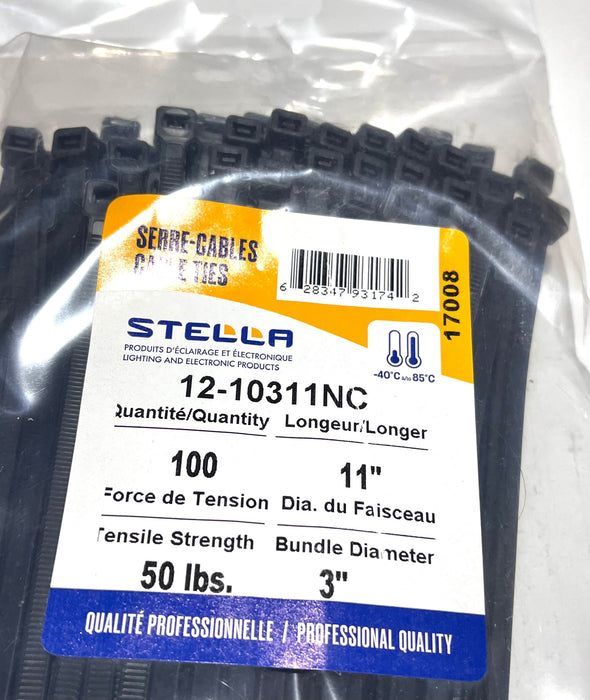 SERRE-CABLES
CABLE TIES
6 28347 93174 2
17008
STELLA
PRODUITS D'ÉCLAIRAGE ET ÉLECTRONIQUE
LIGHTING AND ELECTRONIC PRODUCTS
-40°C à/to 85°C
12-10311NC
Quantité/Quantity Longeur/Longer
100 11"
Force de Tension Dia. du Faisceau
Tensile Strength Bundle Diameter
50 lbs. 3"
QUALITÉ PROFESSIONNELLE / PROFESSIONAL QUALITY